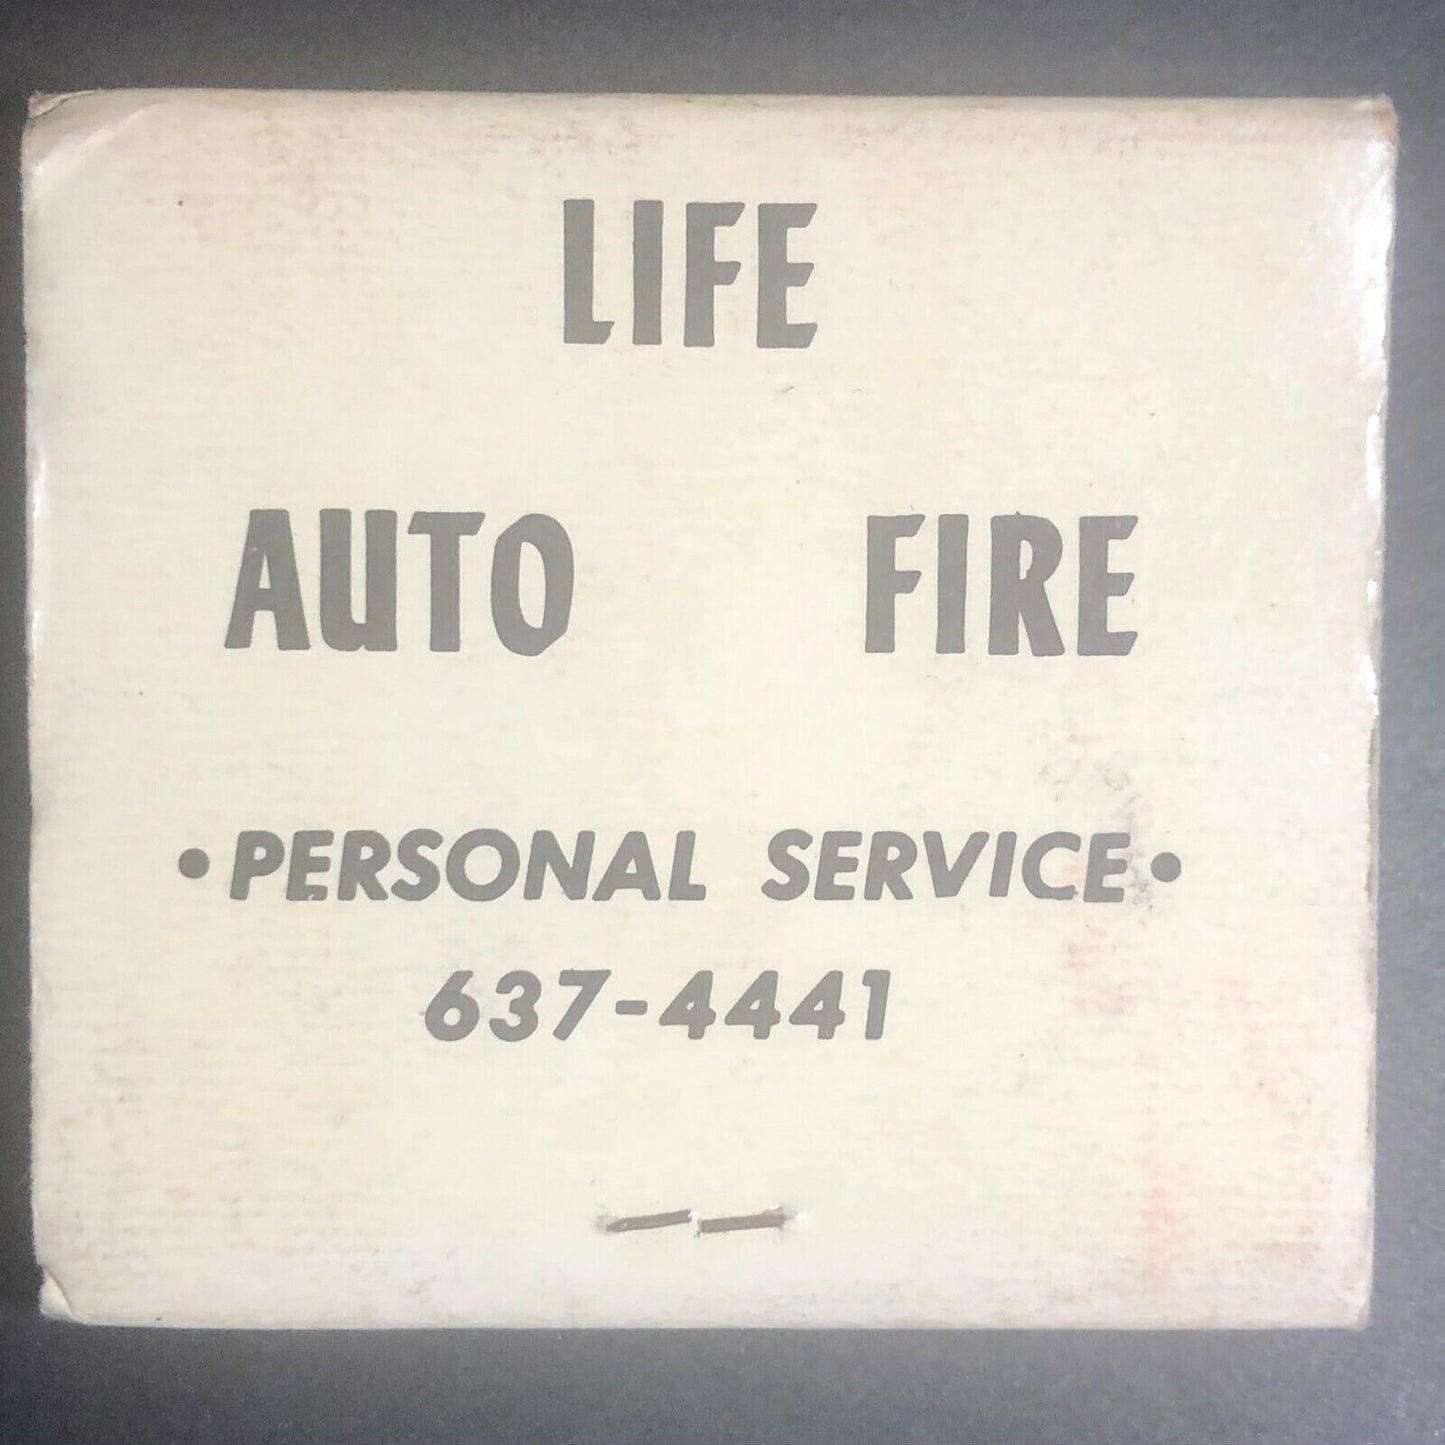 LIFE
AUTO FIRE
•PERSONAL SERVICE•
637-4441